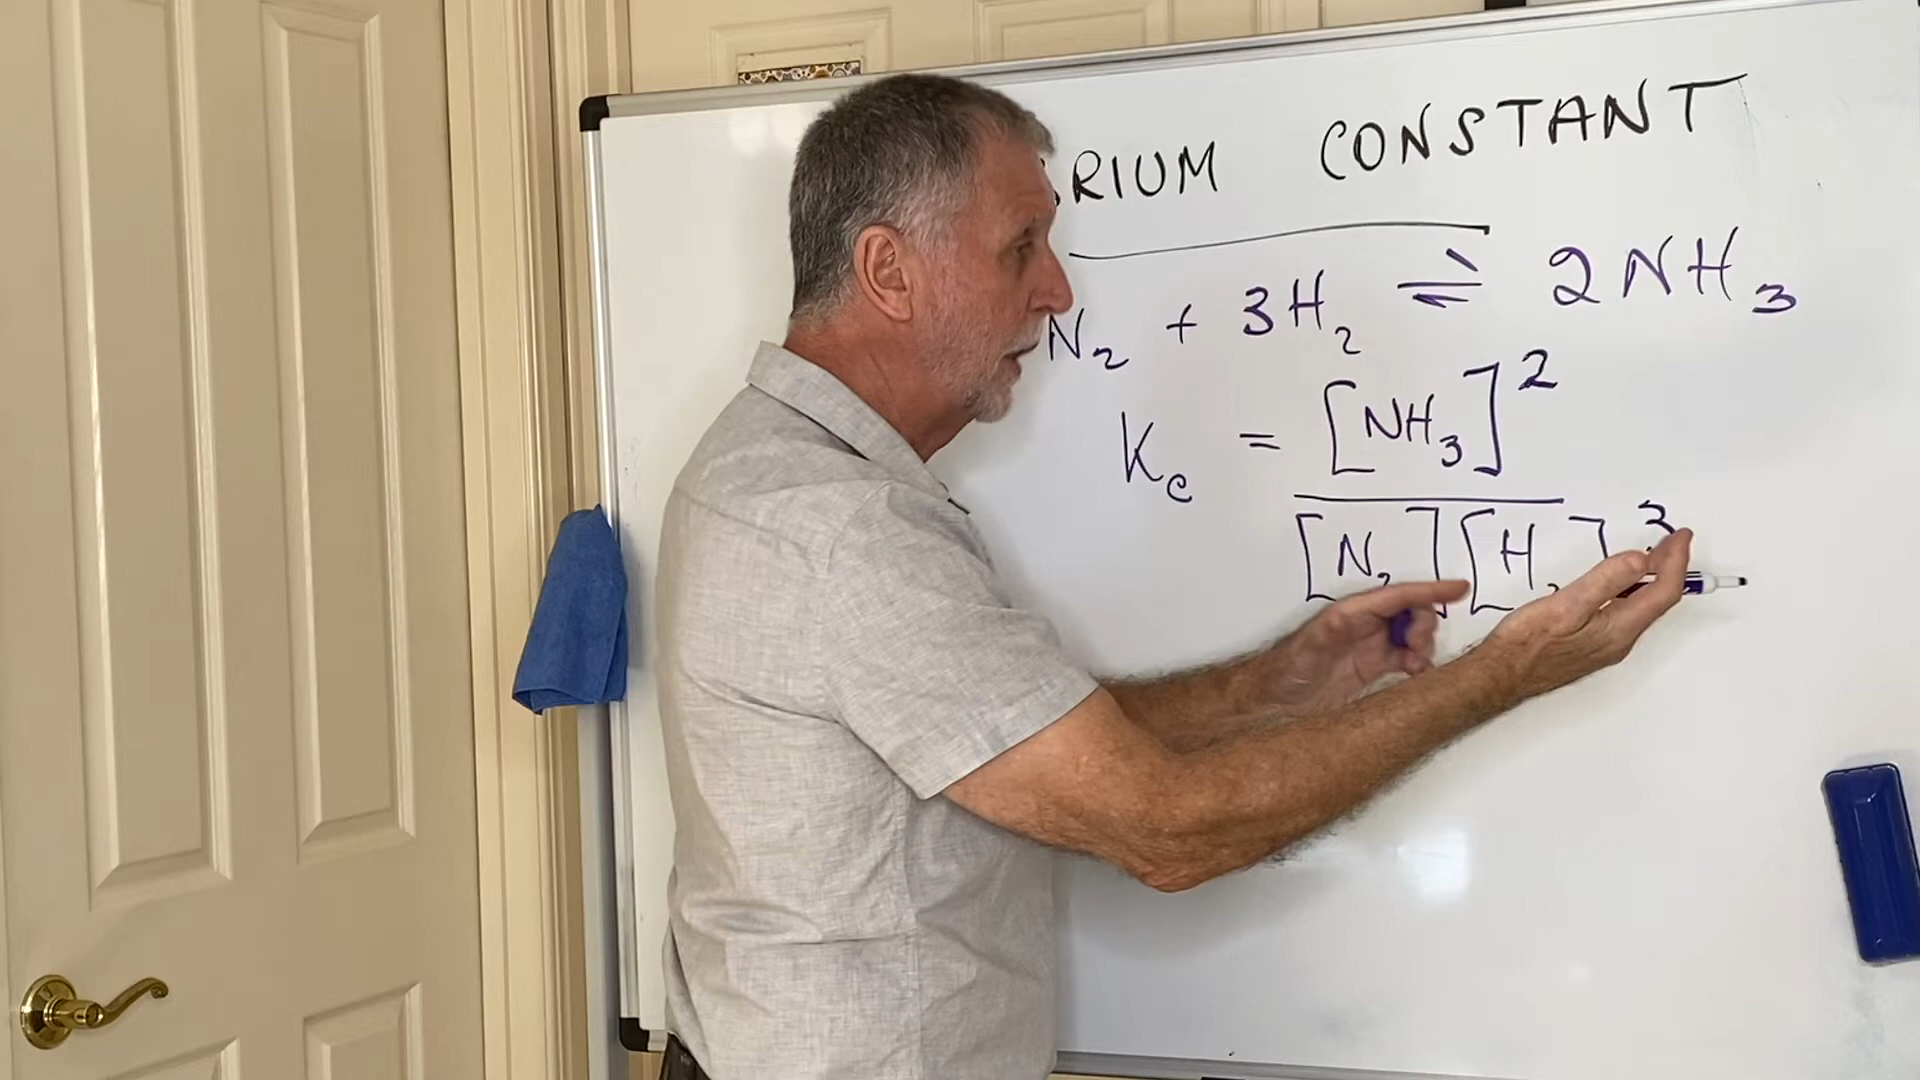 RIUM CONSTANT
N₂ + 3H₂ ⇌ 2NH₃
Kc = [NH₃]²
[N₂][H₂]³